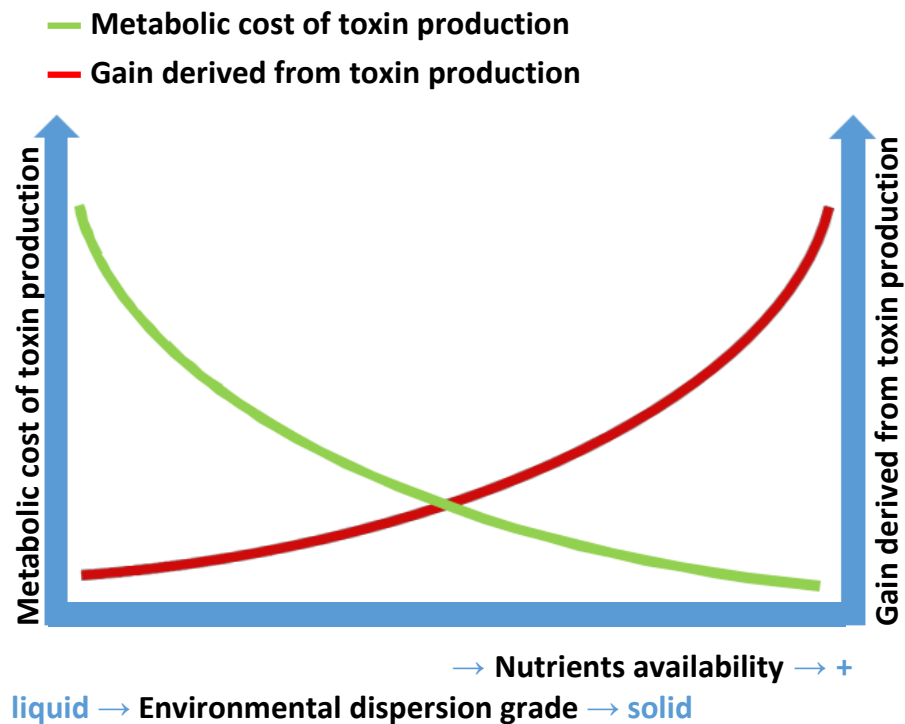 Metabolic cost of toxin production
Gain derived from toxin production
Metabolic cost of toxin production
Gain derived from toxin production
→ Nutrients availability → +
liquid → Environmental dispersion grade → solid